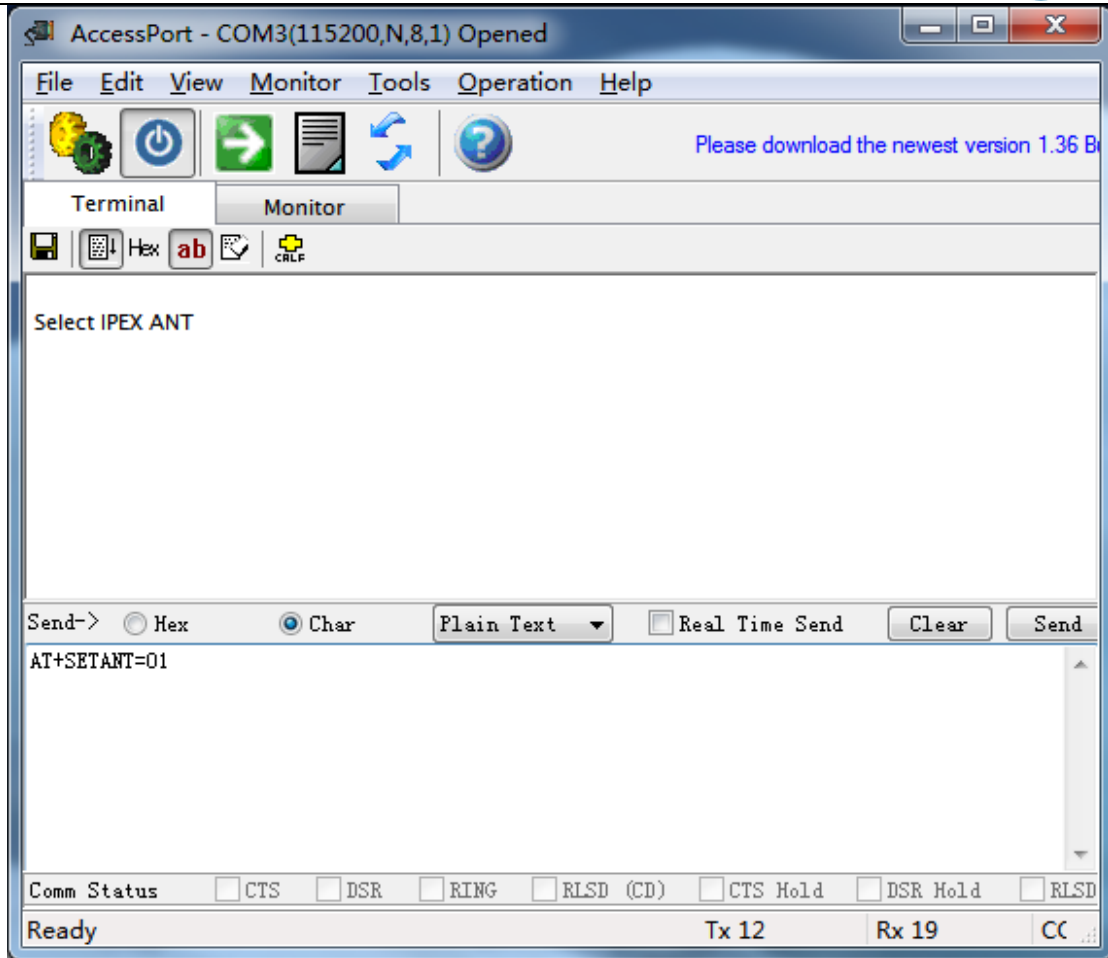 AccessPort - COM3(115200,N,8,1) Opened
File Edit View Monitor Tools Operation Help
Please download the newest version 1.36
Terminal Monitor
Hex ab CRLF
Select IPEX ANT
Send-> Hex Char Plain Text Real Time Send Clear Send
AT+SETANT=01
Comm Status CTS DSR RING RLSD (CD) CTS Hold DSR Hold RLSD
Ready Tx 12 Rx 19